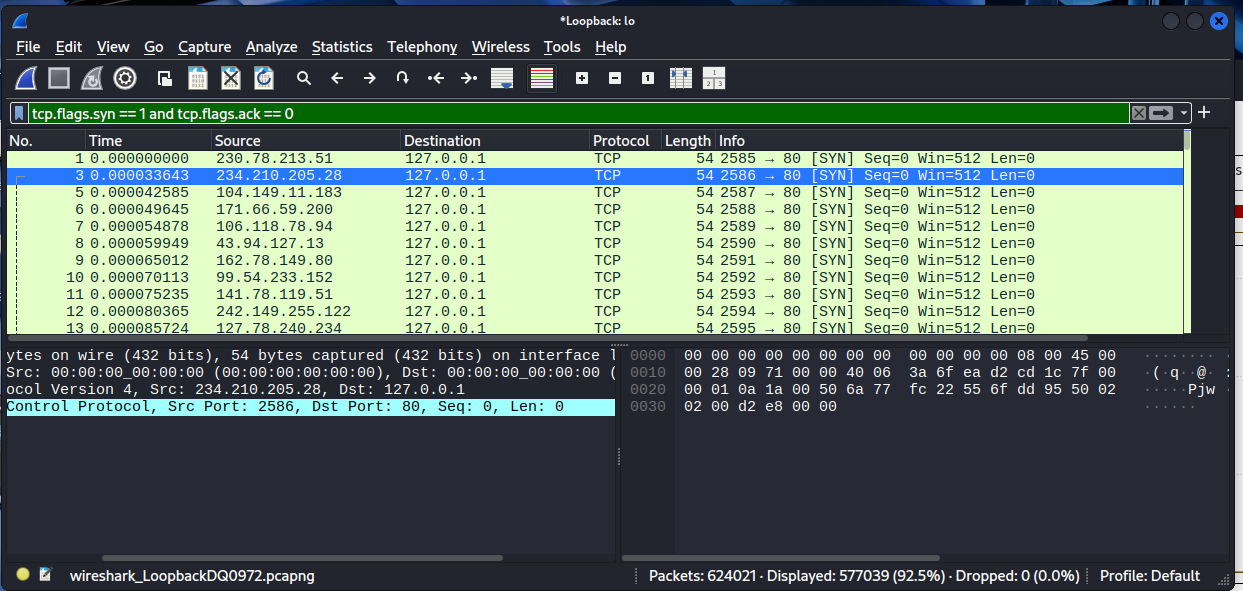 *Loopback: lo
File Edit View Go Capture Analyze Statistics Telephony Wireless Tools Help
tcp.flags.syn == 1 and tcp.flags.ack == 0
No. Time Source Destination Protocol Length Info
1 0.000000000 230.78.213.51 127.0.0.1 TCP 54 2585 → 80 [SYN] Seq=0 Win=512 Len=0
3 0.000033643 234.210.205.28 127.0.0.1 TCP 54 2586 → 80 [SYN] Seq=0 Win=512 Len=0
5 0.000042585 104.149.11.183 127.0.0.1 TCP 54 2587 → 80 [SYN] Seq=0 Win=512 Len=0
6 0.000049645 171.66.59.200 127.0.0.1 TCP 54 2588 → 80 [SYN] Seq=0 Win=512 Len=0
7 0.000054878 106.118.78.94 127.0.0.1 TCP 54 2589 → 80 [SYN] Seq=0 Win=512 Len=0
8 0.000059949 43.94.127.13 127.0.0.1 TCP 54 2590 → 80 [SYN] Seq=0 Win=512 Len=0
9 0.000065012 162.78.149.80 127.0.0.1 TCP 54 2591 → 80 [SYN] Seq=0 Win=512 Len=0
10 0.000070113 99.54.233.152 127.0.0.1 TCP 54 2592 → 80 [SYN] Seq=0 Win=512 Len=0
11 0.000075235 141.78.119.51 127.0.0.1 TCP 54 2593 → 80 [SYN] Seq=0 Win=512 Len=0
12 0.000080365 242.149.255.122 127.0.0.1 TCP 54 2594 → 80 [SYN] Seq=0 Win=512 Len=0
13 0.000085724 127.78.240.234 127.0.0.1 TCP 54 2595 → 80 [SYN] Seq=0 Win=512 Len=0
ytes on wire (432 bits), 54 bytes captured (432 bits) on interface l
Src: 00:00:00_00:00:00 (00:00:00:00:00:00), Dst: 00:00:00_00:00:00 (
ocol Version 4, Src: 234.210.205.28, Dst: 127.0.0.1
Control Protocol, Src Port: 2586, Dst Port: 80, Seq: 0, Len: 0
0000 00 00 00 00 00 00 00 00 00 00 00 00 08 00 45 00 ········ ·
0010 00 28 09 71 00 00 40 06 3a 6f ea d2 cd 1c 7f 00 ·(·q··@· :
0020 00 01 0a 1a 00 50 6a 77 fc 22 55 6f dd 95 50 02 ·····Pjw ·
0030 02 00 d2 e8 00 00 ······
wireshark_LoopbackDQ0972.pcapng Packets: 624021 · Displayed: 577039 (92.5%) · Dropped: 0 (0.0%) Profile: Default